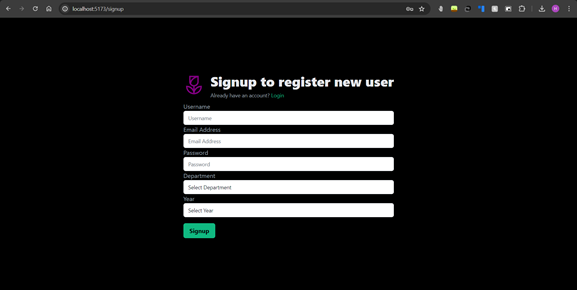 localhost:5173/signup
H
Signup to register new user
Already have an account? Login
Username
Username
Email Address
Email Address
Password
Password
Department
Select Department
Year
Select Year
Signup